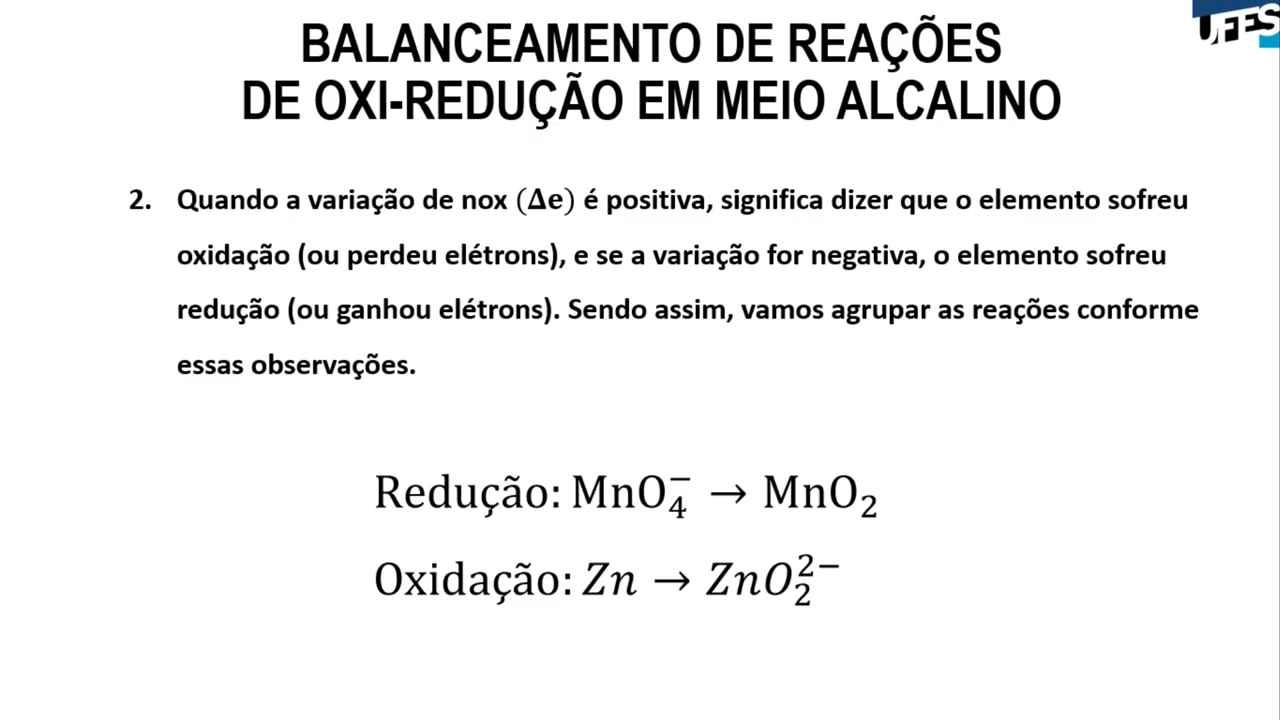 UFES
BALANCEAMENTO DE REAÇÕES
DE OXI-REDUÇÃO EM MEIO ALCALINO
2. Quando a variação de nox (Δe) é positiva, significa dizer que o elemento sofreu
oxidação (ou perdeu elétrons), e se a variação for negativa, o elemento sofreu
redução (ou ganhou elétrons). Sendo assim, vamos agrupar as reações conforme
essas observações.
Redução: MnO₄⁻ → MnO₂
Oxidação: Zn → ZnO₂²⁻